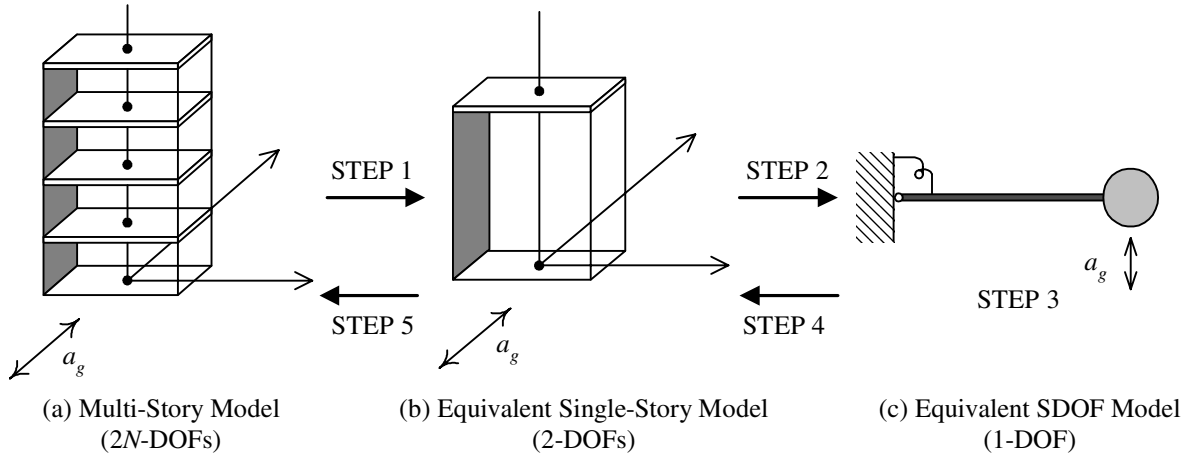 STEP 1
STEP 2
STEP 5
STEP 4
STEP 3
a_g
a_g
a_g
(a) Multi-Story Model
(2N-DOFs)
(b) Equivalent Single-Story Model
(2-DOFs)
(c) Equivalent SDOF Model
(1-DOF)